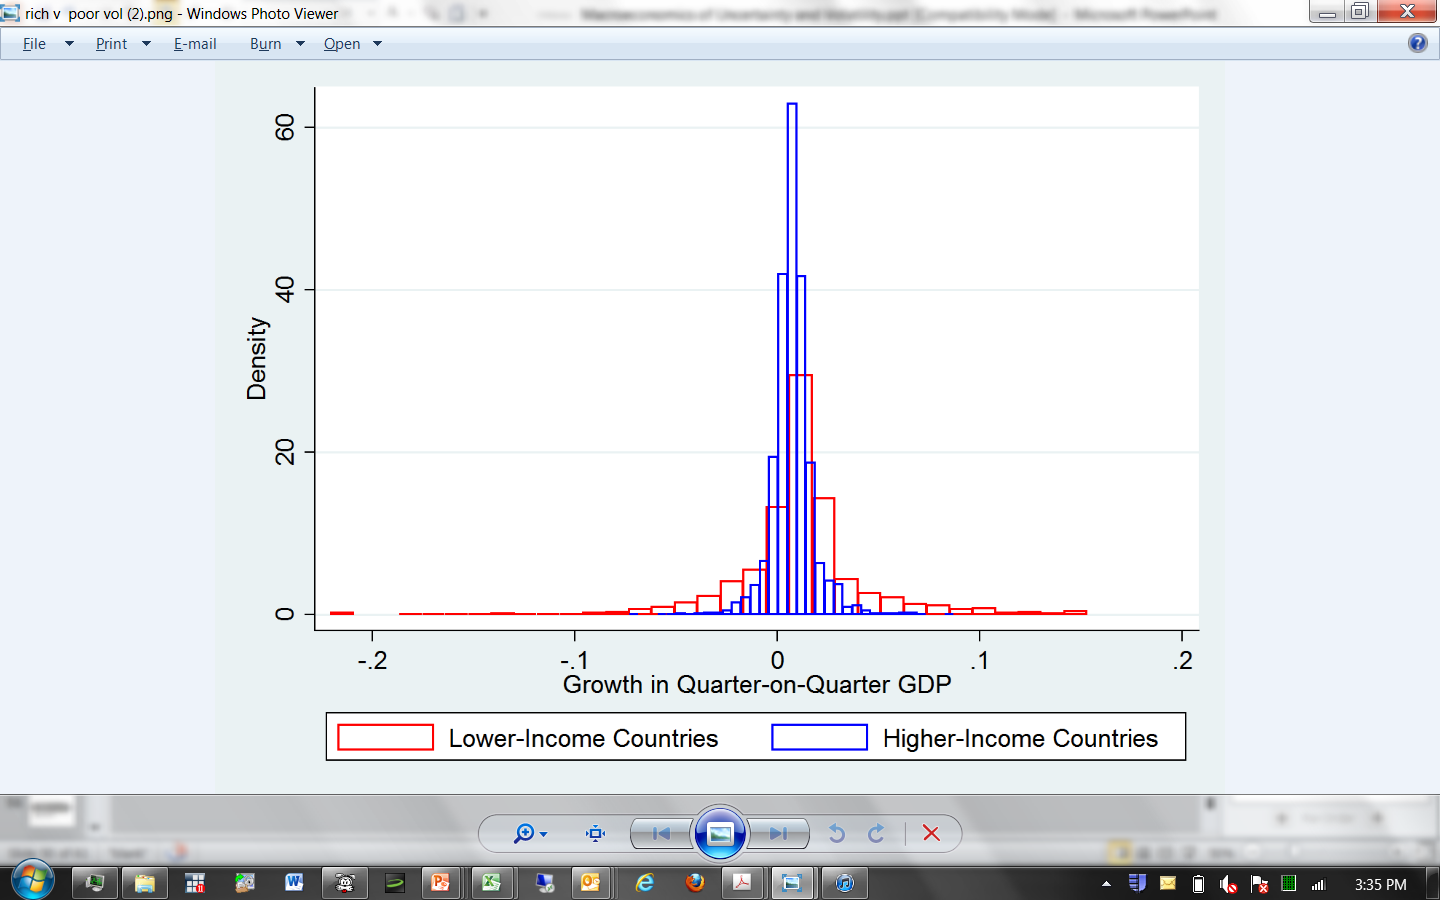 rich v poor vol (2).png - Windows Photo Viewer
File Print E-mail Burn Open
60
40
20
0
Density
-.2 -.1 0 .1 .2
Growth in Quarter-on-Quarter GDP
Lower-Income Countries Higher-Income Countries
3:35 PM